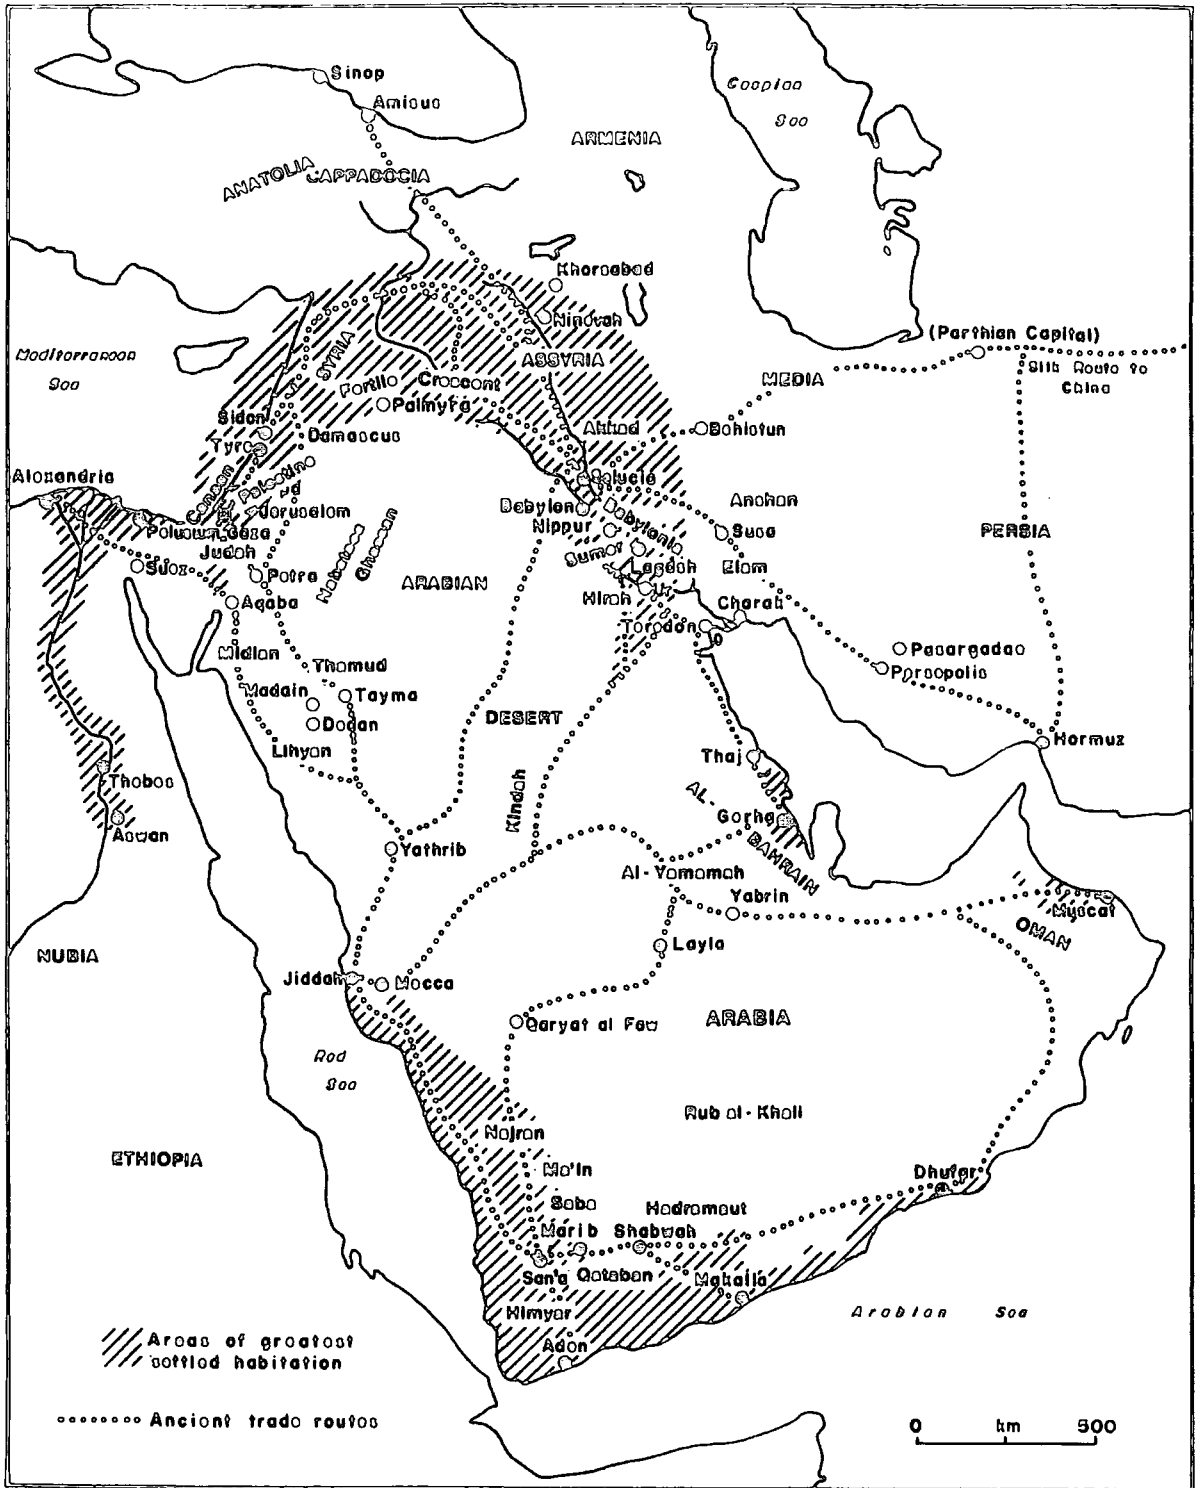 Sinop
Amisus
Caspian
Sea
ARMENIA
ANATOLIA
CAPPADOCIA
Khorsabad
Ninevah
(Parthian Capital)
Silk Route to
China
Mediterranean
Sea
SYRIA
ASSYRIA
MEDIA
Fertile Crescent
Palmyra
Sidon
Damascus
Akkad
Behistun
Tyre
Alexandria
Canaan
Palestine
Selucia
Anshan
Jerusalem
Babylon
Babylonia
Pelusium
Gaza
Nippur
Susa
PERSIA
Judah
Nabataea
Ghassan
Sumer
Lagash
Elam
Suez
Petra
ARABIAN
Ur
Hirah
Charax
Aqaba
Teredon
Midian
Thamud
Pasargadae
Persepolis
Madain
Tayma
Dedan
DESERT
Hormuz
Lihyan
Thaj
Thebes
Kindah
AL-
Gerha
BAHRAIN
Aswan
Yathrib
Al-Yamamah
Yabrin
Muscat
OMAN
NUBIA
Layla
Jiddah
Mecca
Qaryat al Faw
ARABIA
Red
Sea
Rub al-Khali
Najran
ETHIOPIA
Ma'in
Dhufar
Saba
Hadramaut
Marib
Shabwah
San'a
Qataban
Makalla
Himyar
Arabian Sea
Aden
Areas of greatest
settled habitation
Ancient trade routes
0 km 500